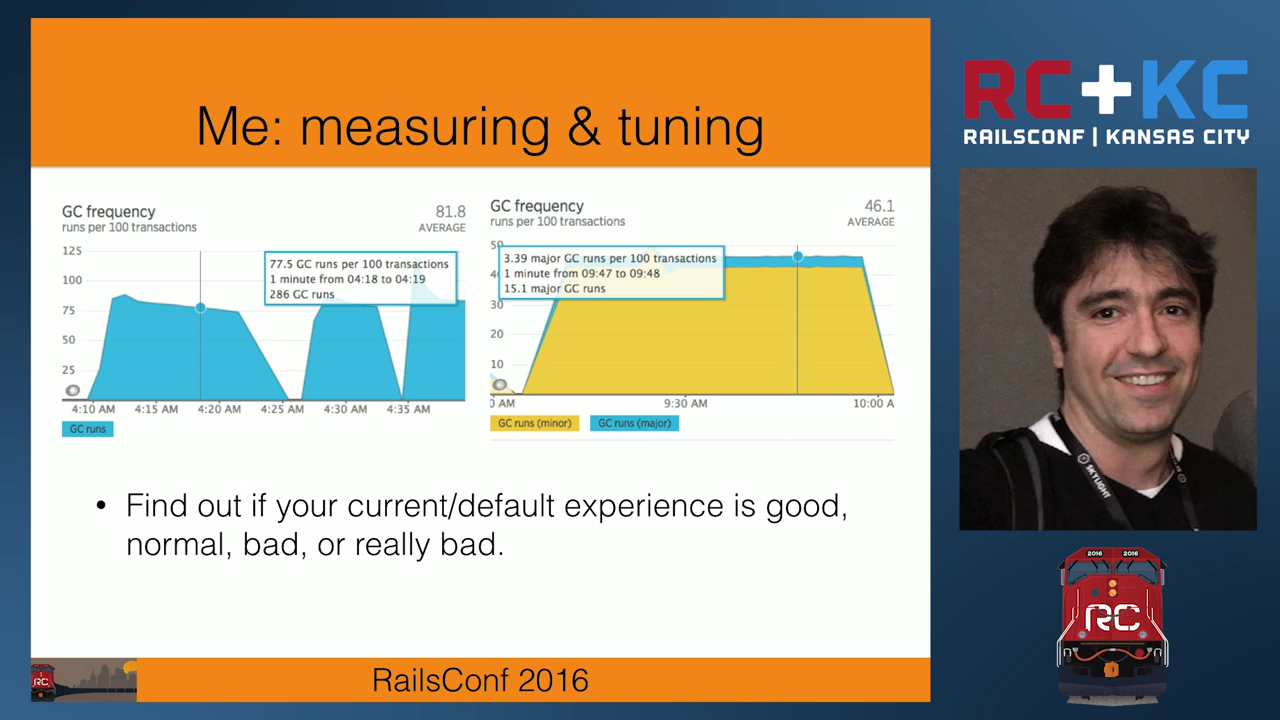 Me: measuring & tuning
GC frequency
runs per 100 transactions
81.8
AVERAGE
125
100
75
50
25
77.5 GC runs per 100 transactions
1 minute from 04:18 to 04:19
286 GC runs
4:10 AM 4:15 AM 4:20 AM 4:25 AM 4:30 AM 4:35 AM
GC runs
GC frequency
runs per 100 transactions
46.1
AVERAGE
50
30
20
10
3.39 major GC runs per 100 transactions
1 minute from 09:47 to 09:48
15.1 major GC runs
0 AM 9:30 AM 10:00 A
GC runs (minor) GC runs (major)
• Find out if your current/default experience is good,
normal, bad, or really bad.
RC
RailsConf 2016
RC+KC
RAILSCONF | KANSAS CITY
SKYLIGHT
2016 2016
RC